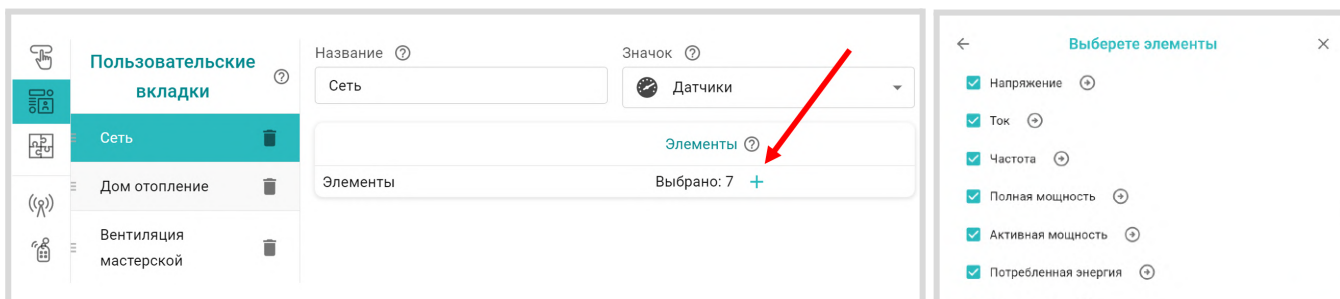 Пользовательские
вкладки
Сеть
Дом отопление
Вентиляция
мастерской
Название
Значок
Сеть
Датчики
Элементы
Элементы
Выбрано: 7
Выберете элементы
Напряжение
Ток
Частота
Полная мощность
Активная мощность
Потребленная энергия